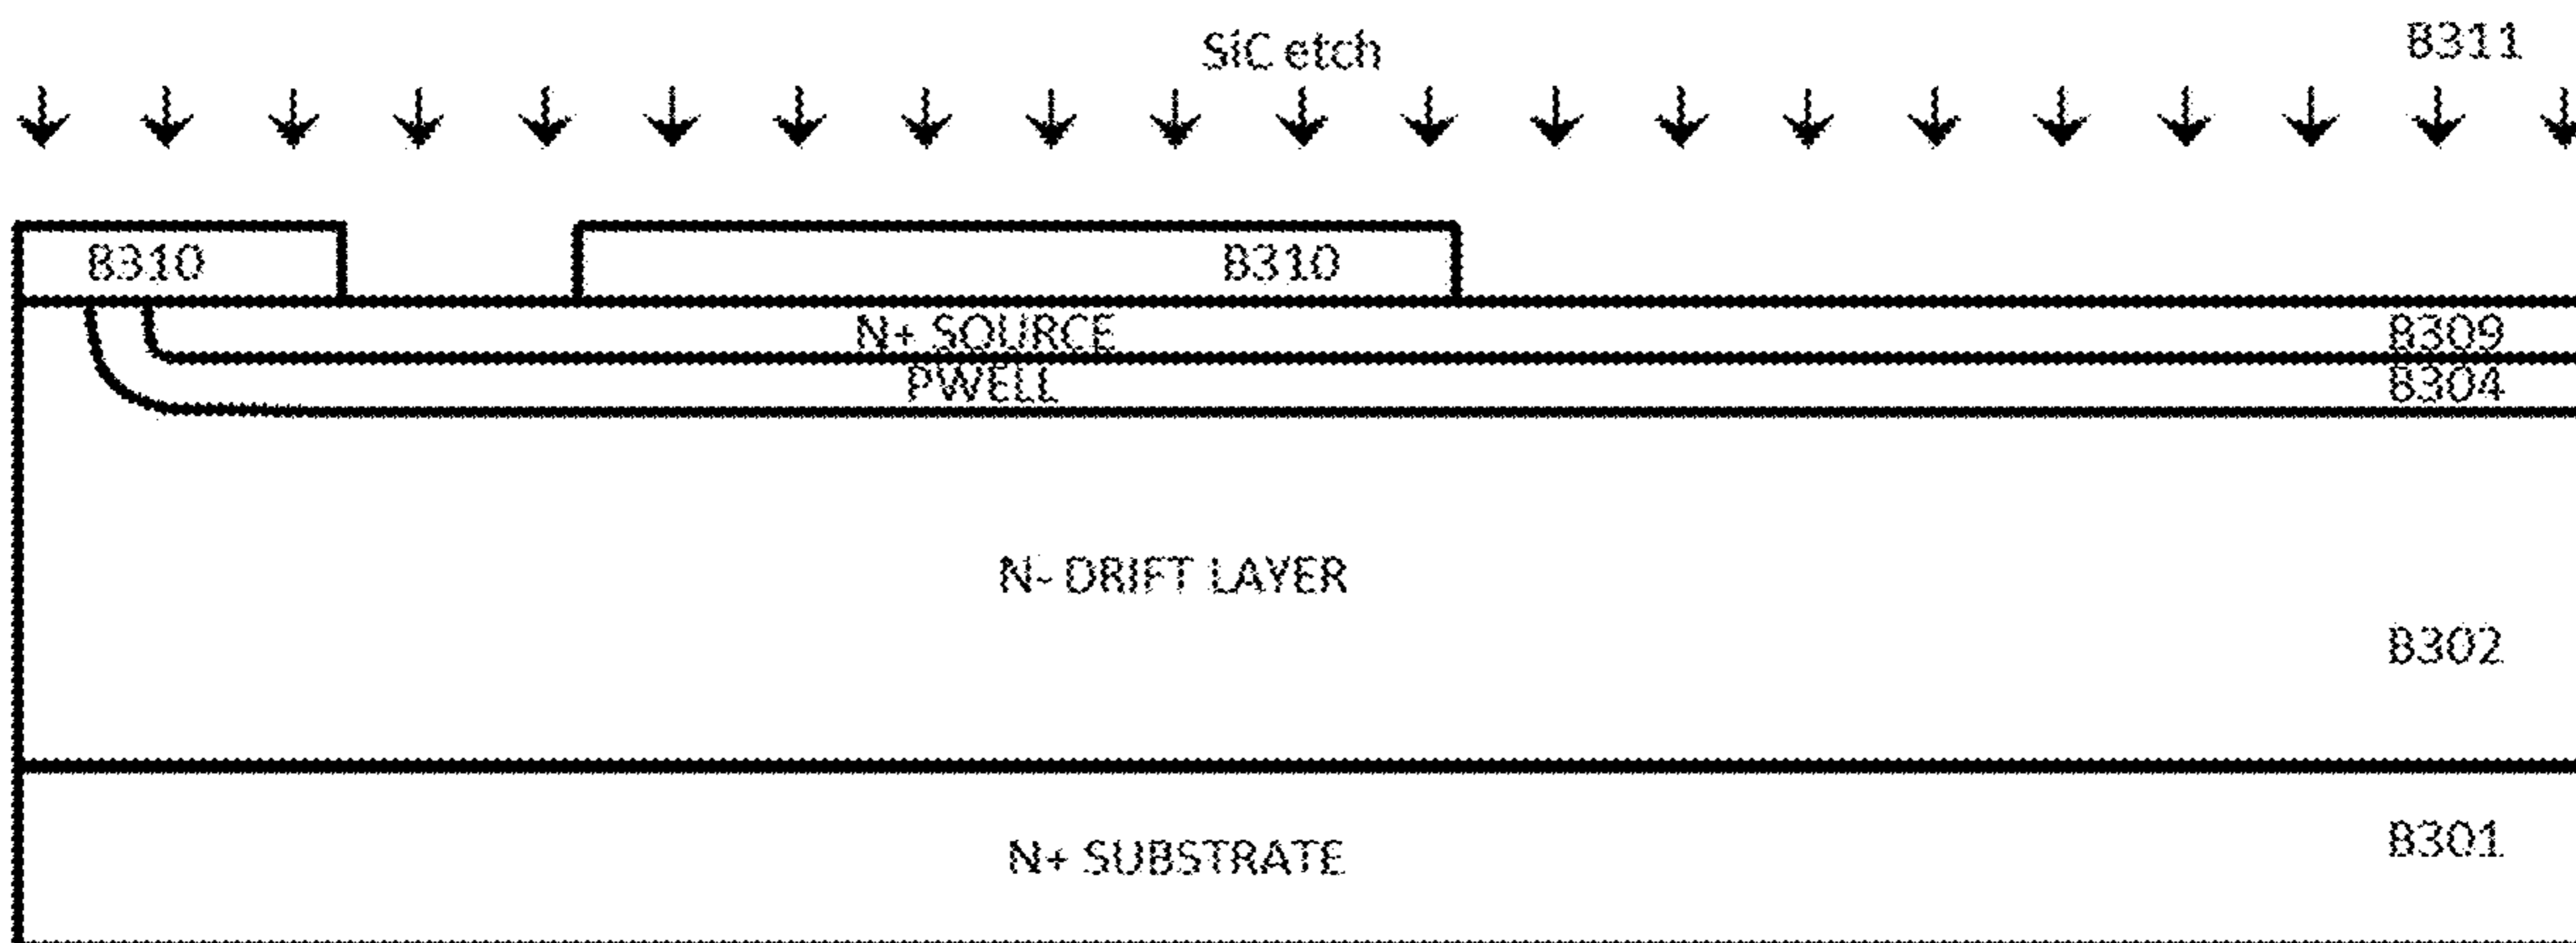 SiC etch
B311
B310
B310
N+ SOURCE
B309
PWELL
B304
N- DRIFT LAYER
B302
N+ SUBSTRATE
B301